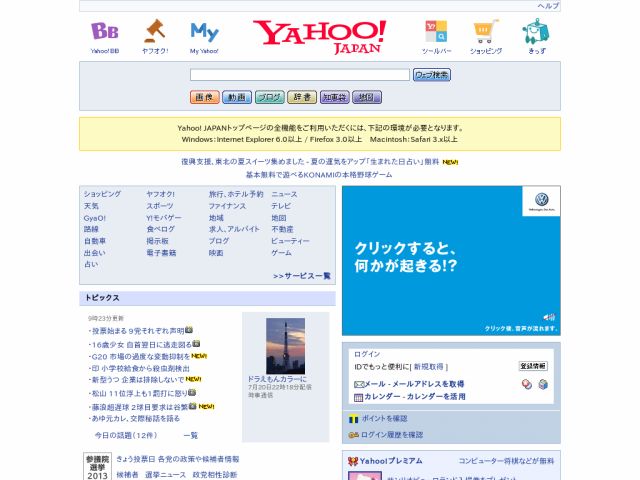 ヘルプ
BB
Yahoo! BB
ヤフオク!
My
My Yahoo!
YAHOO!
JAPAN
ツールバー
ショッピング
きっず
ウェブ検索
画像 動画 ブログ 辞書 知恵袋 地図
Yahoo! JAPANトップページの全機能をご利用いただくには、下記の環境が必要となります。
Windows：Internet Explorer 6.0以上 / Firefox 3.0以上　Macintosh：Safari 3.x以上
復興支援、東北の夏スイーツ集めました - 夏の運気をアップ「生まれた日占い」無料 NEW!
基本無料で遊べるKONAMIの本格野球ゲーム
ショッピング ヤフオク! 旅行、ホテル予約 ニュース
天気 スポーツ ファイナンス テレビ
GyaO! Y!モバゲー 地域 地図
路線 食べログ 求人、アルバイト 不動産
自動車 掲示板 ブログ ビューティー
出会い 電子書籍 映画 ゲーム
占い
>>サービス一覧
クリックすると、
何かが起きる!?
クリック後、音声が流れます。
トピックス
9時23分更新
・投票始まる 9党それぞれ声明
・16歳少女 自首翌日に逃走図る
・G20 市場の過度な変動抑制を NEW!
・印 小学校給食から殺虫剤検出
・新型うつ 企業は排除しないで NEW!
・松山 11位浮上も1罰打に怒り
・藤浪超遅球 2球目要求は谷繁 NEW!
・あゆ元カレ、交際秘話を語る
今日の話題（12件） 一覧
ドラえもんカラーに
7月20日22時18分配信
時事通信
ログイン
IDでもっと便利に[ 新規取得 ]
登録情報
メール - メールアドレスを取得
カレンダー - カレンダーを活用
ポイントを確認
ログイン履歴を確認
参議院
選挙
2013
きょう投票日 各党の政策や候補者情報
候補者 選挙ニュース 政党相性診断
Yahoo!プレミアム
コンピューター将棋などが無料